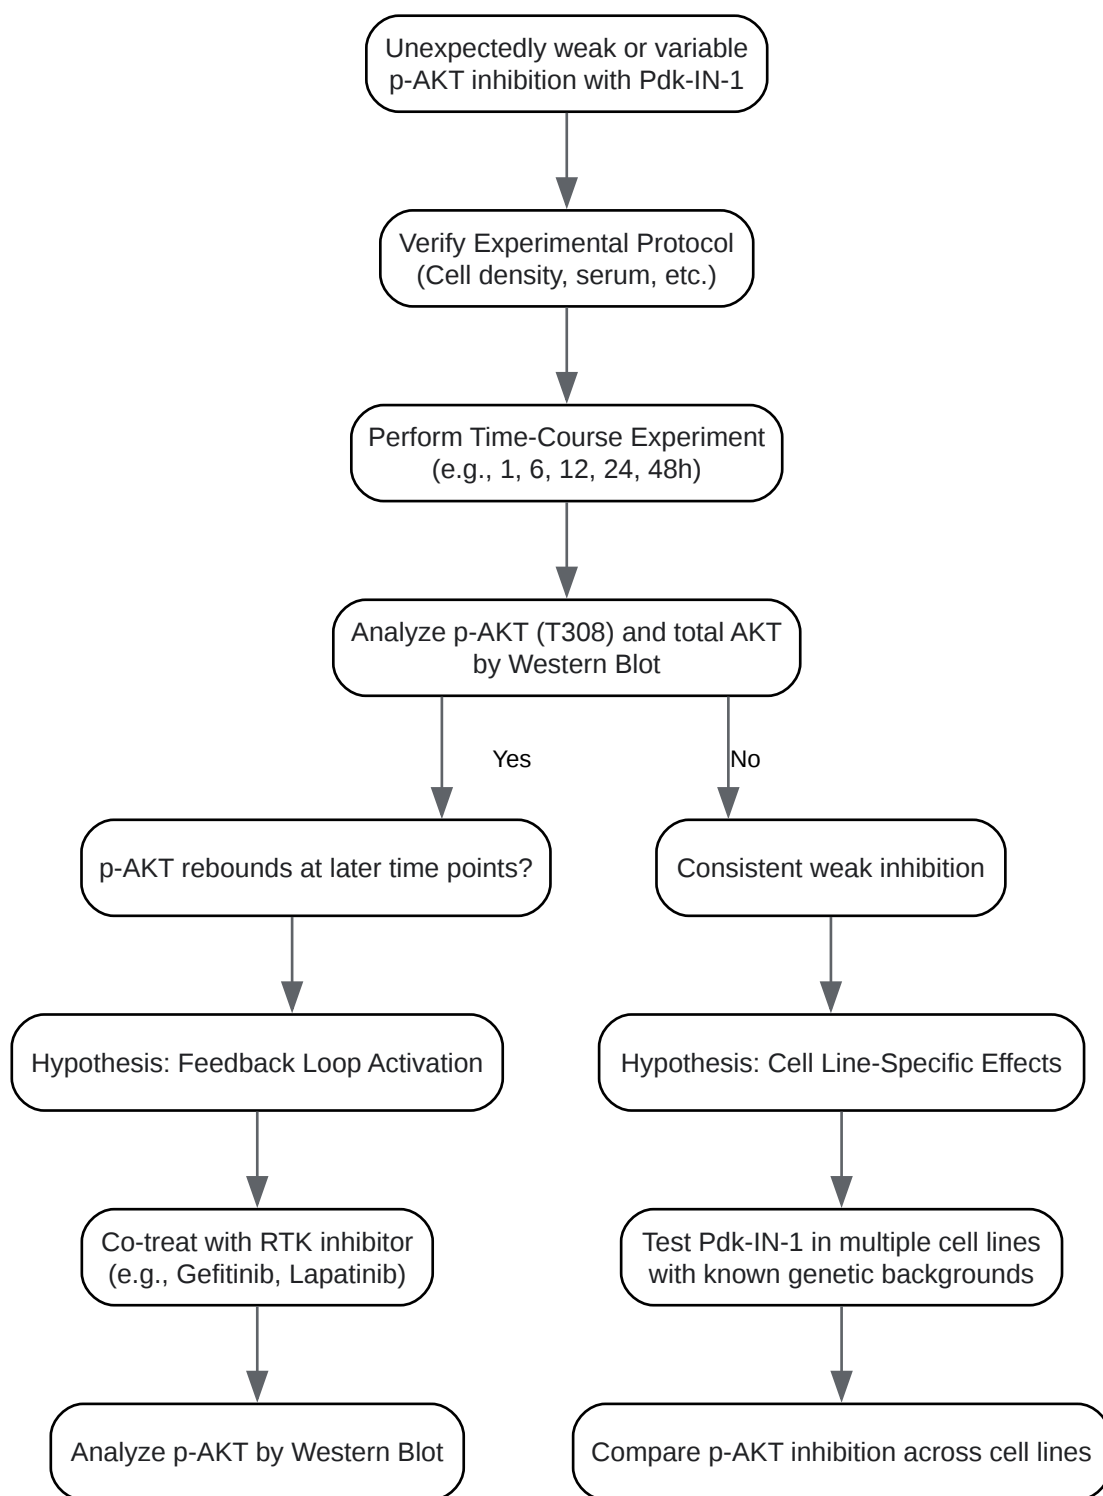 Unexpectedly weak or variable
p-AKT inhibition with Pdk-IN-1
Verify Experimental Protocol
(Cell density, serum, etc.)
Perform Time-Course Experiment
(e.g., 1, 6, 12, 24, 48h)
Analyze p-AKT (T308) and total AKT
by Western Blot
Yes
No
p-AKT rebounds at later time points?
Consistent weak inhibition
Hypothesis: Feedback Loop Activation
Hypothesis: Cell Line-Specific Effects
Co-treat with RTK inhibitor
(e.g., Gefitinib, Lapatinib)
Test Pdk-IN-1 in multiple cell lines
with known genetic backgrounds
Analyze p-AKT by Western Blot
Compare p-AKT inhibition across cell lines